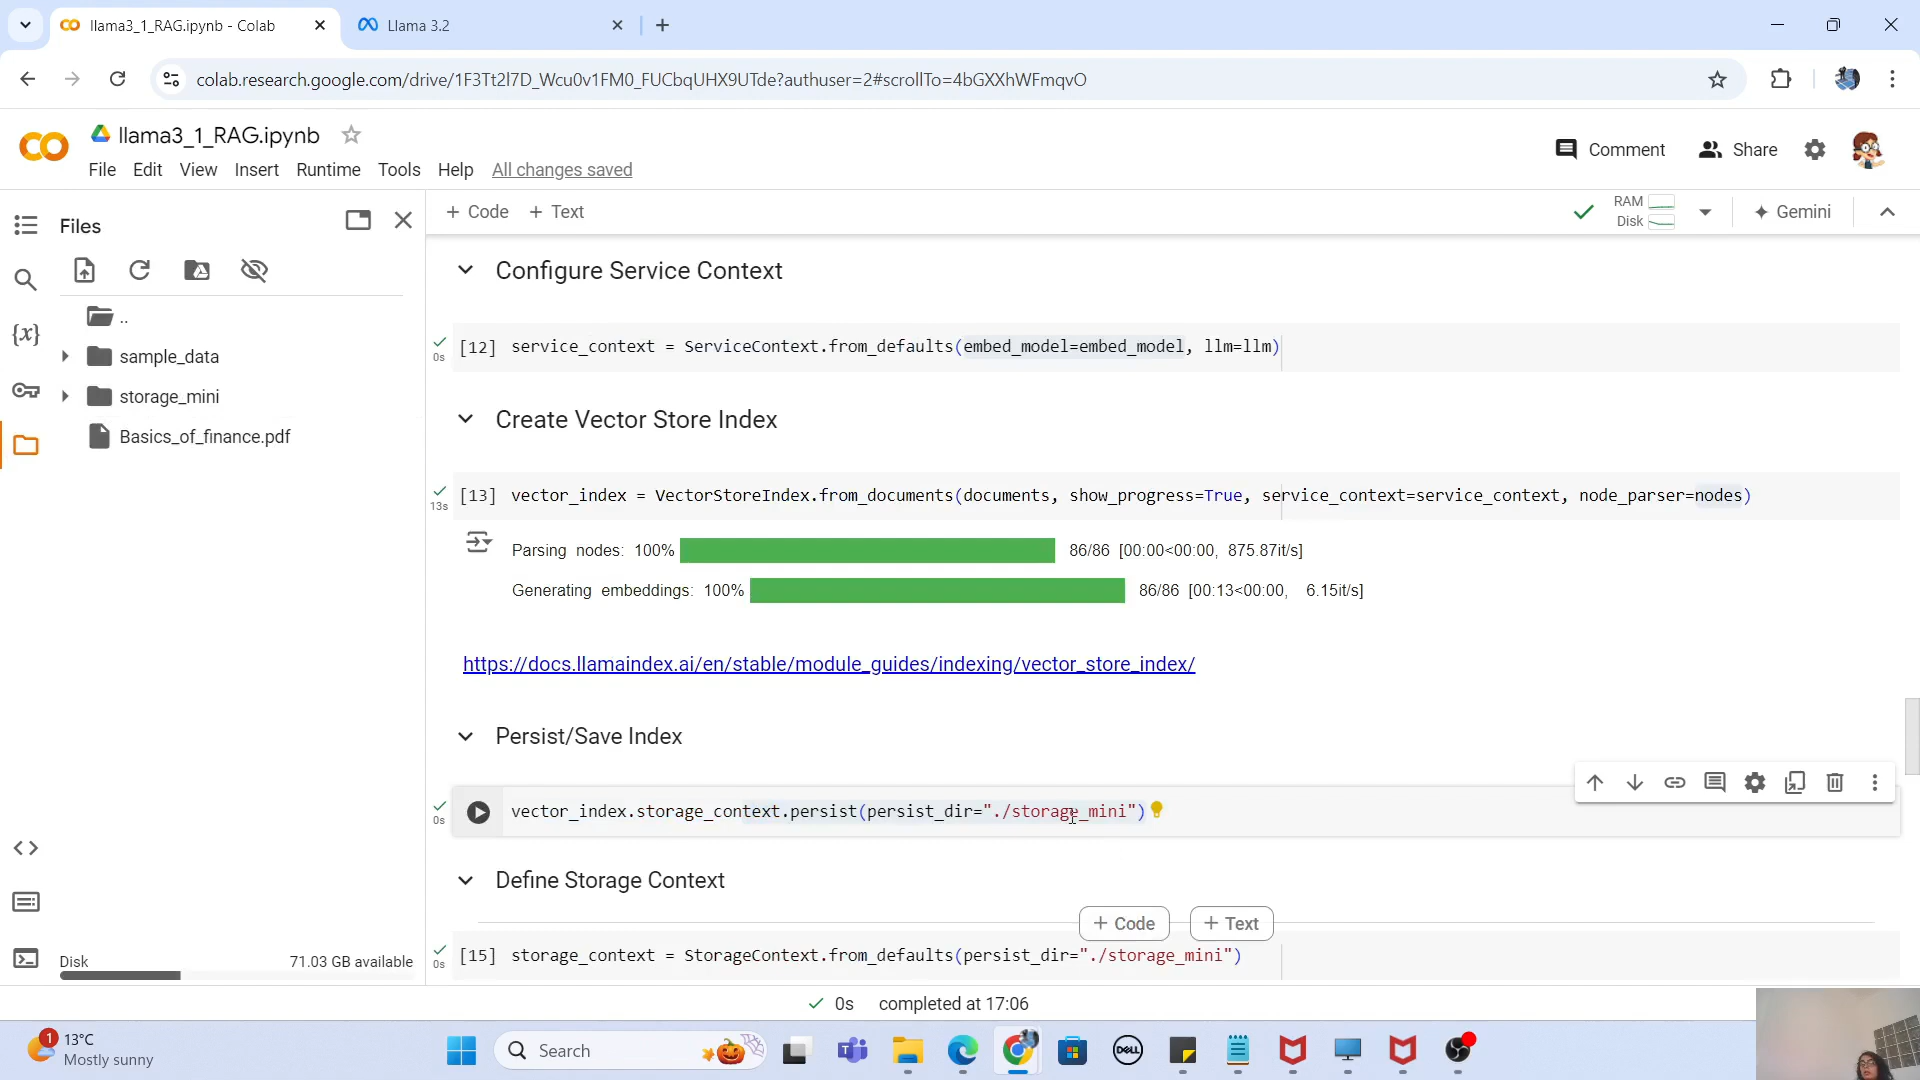 llama3_1_RAG.ipynb - Colab
Llama 3.2
colab.research.google.com/drive/1F3Tt2l7D_Wcu0v1FM0_FUCbqUHX9UTde?authuser=2#scrollTo=4bGXXhWFmqvO
llama3_1_RAG.ipynb
Comment
Share
File Edit View Insert Runtime Tools Help All changes saved
Files
+ Code + Text
RAM
Disk
Gemini
..
sample_data
storage_mini
Basics_of_finance.pdf
Configure Service Context
0s
[12] service_context = ServiceContext.from_defaults(embed_model=embed_model, llm=llm)
Create Vector Store Index
13s
[13] vector_index = VectorStoreIndex.from_documents(documents, show_progress=True, service_context=service_context, node_parser=nodes)
Parsing nodes: 100% 86/86 [00:00<00:00, 875.87it/s]
Generating embeddings: 100% 86/86 [00:13<00:00, 6.15it/s]
https://docs.llamaindex.ai/en/stable/module_guides/indexing/vector_store_index/
Persist/Save Index
0s
vector_index.storage_context.persist(persist_dir="./storage_mini")
Define Storage Context
+ Code + Text
0s
[15] storage_context = StorageContext.from_defaults(persist_dir="./storage_mini")
Disk 71.03 GB available
0s completed at 17:06
1
13°C
Mostly sunny
Search
DELL